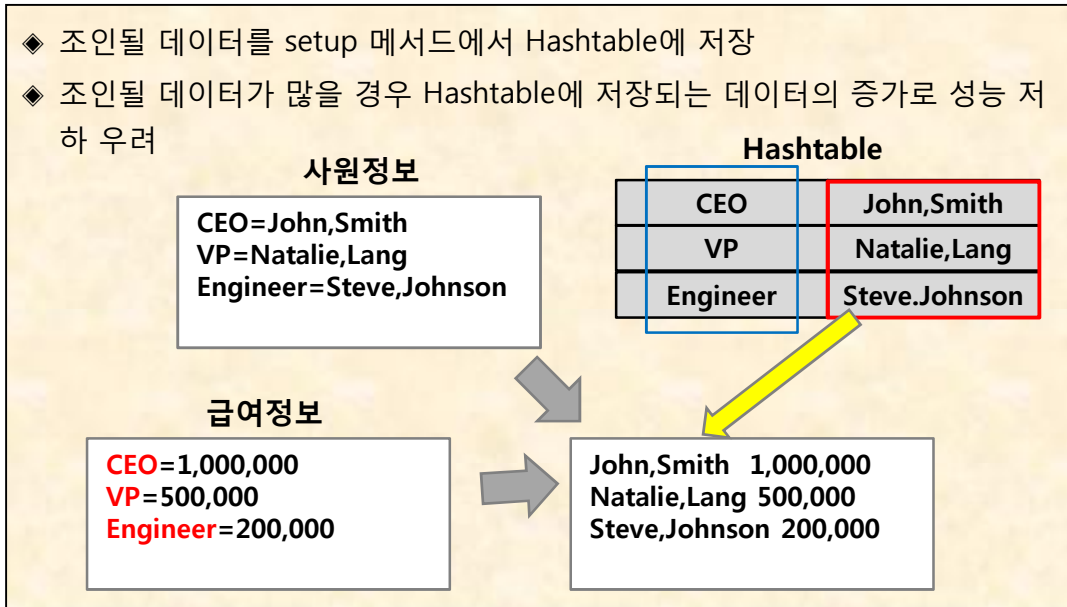 ◈ 조인될 데이터를 setup 메서드에서 Hashtable에 저장
◈ 조인될 데이터가 많을 경우 Hashtable에 저장되는 데이터의 증가로 성능 저
하 우려
사원정보
CEO=John,Smith
VP=Natalie,Lang
Engineer=Steve,Johnson
Hashtable
CEO John,Smith
VP Natalie,Lang
Engineer Steve.Johnson
급여정보
CEO=1,000,000
VP=500,000
Engineer=200,000
John,Smith 1,000,000
Natalie,Lang 500,000
Steve,Johnson 200,000